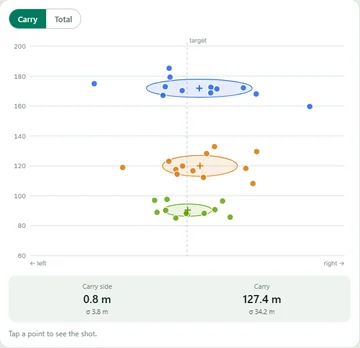 Carry Total
target
200
180
160
140
120
100
80
60
← left right →
Carry side Carry
0.8 m 127.4 m
σ 3.8 m σ 34.2 m
Tap a point to see the shot.